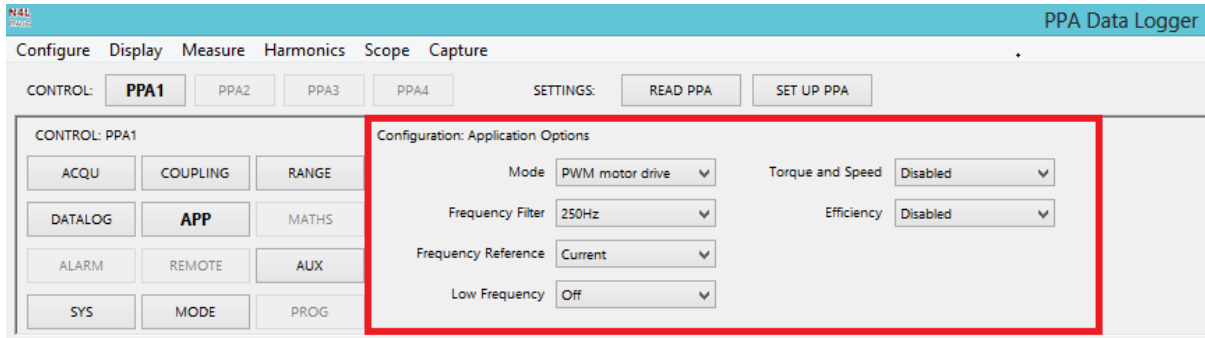 N4L
PPA Data Logger
Configure Display Measure Harmonics Scope Capture
CONTROL: PPA1 PPA2 PPA3 PPA4 SETTINGS: READ PPA SET UP PPA
CONTROL: PPA1
ACQU COUPLING RANGE
DATALOG APP MATHS
ALARM REMOTE AUX
SYS MODE PROG
Configuration: Application Options
Mode PWM motor drive Torque and Speed Disabled
Frequency Filter 250Hz Efficiency Disabled
Frequency Reference Current
Low Frequency Off